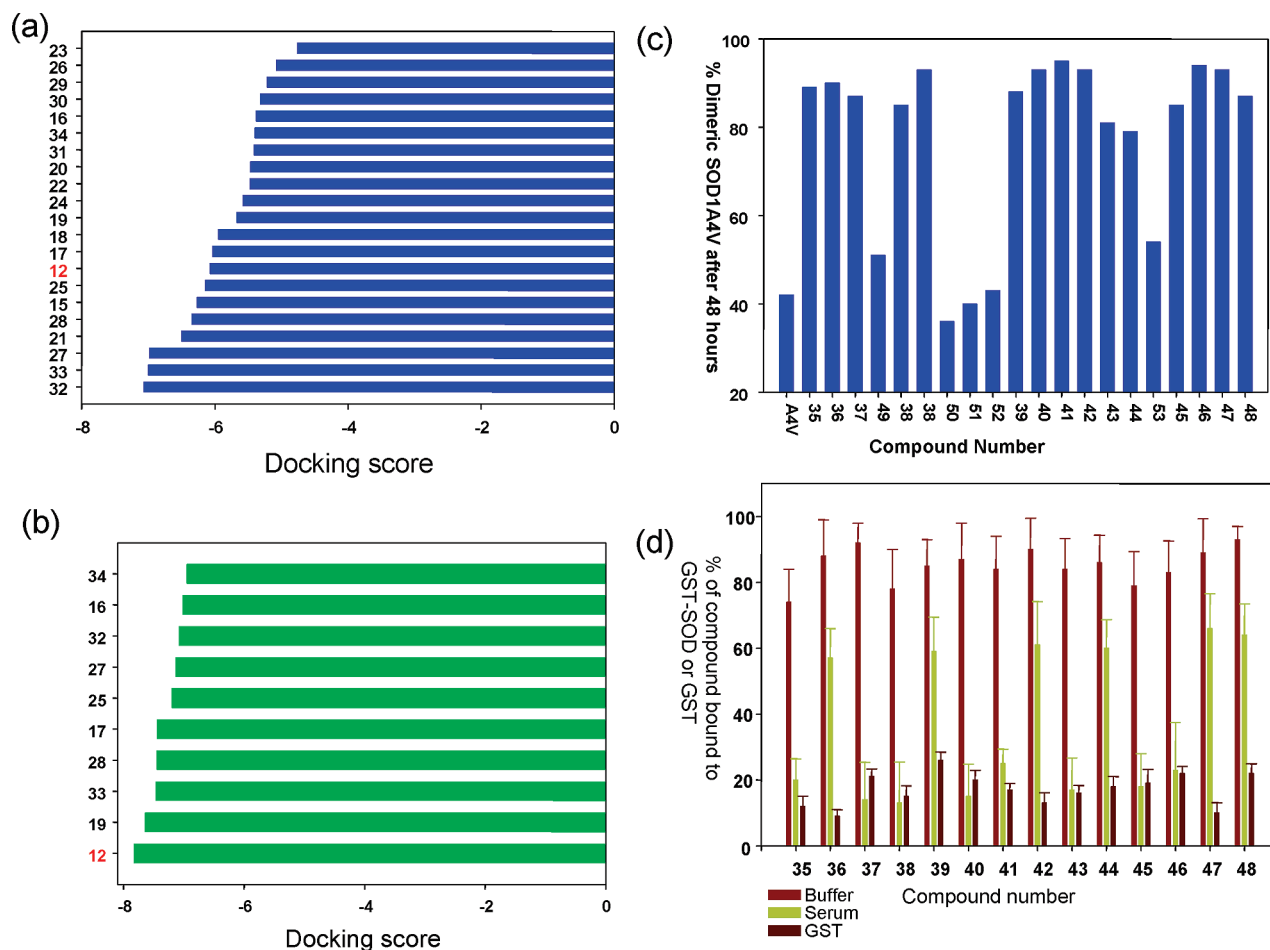 (a)
23
26
29
30
16
34
31
20
22
24
19
18
17
12
25
15
28
21
27
33
32
-8 -6 -4 -2 0
Docking score
(b)
34
16
32
27
25
17
28
33
19
12
-8 -6 -4 -2 0
Docking score
(c)
% Dimeric SOD1A4V after 48 hours
100
80
60
40
20
A4V 35 36 37 49 38 38 50 51 52 39 40 41 42 43 44 53 45 46 47 48
Compound Number
(d)
% of compound bound to
GST-SOD or GST
100
80
60
40
20
0
35 36 37 38 39 40 41 42 43 44 45 46 47 48
Compound number
Buffer
Serum
GST